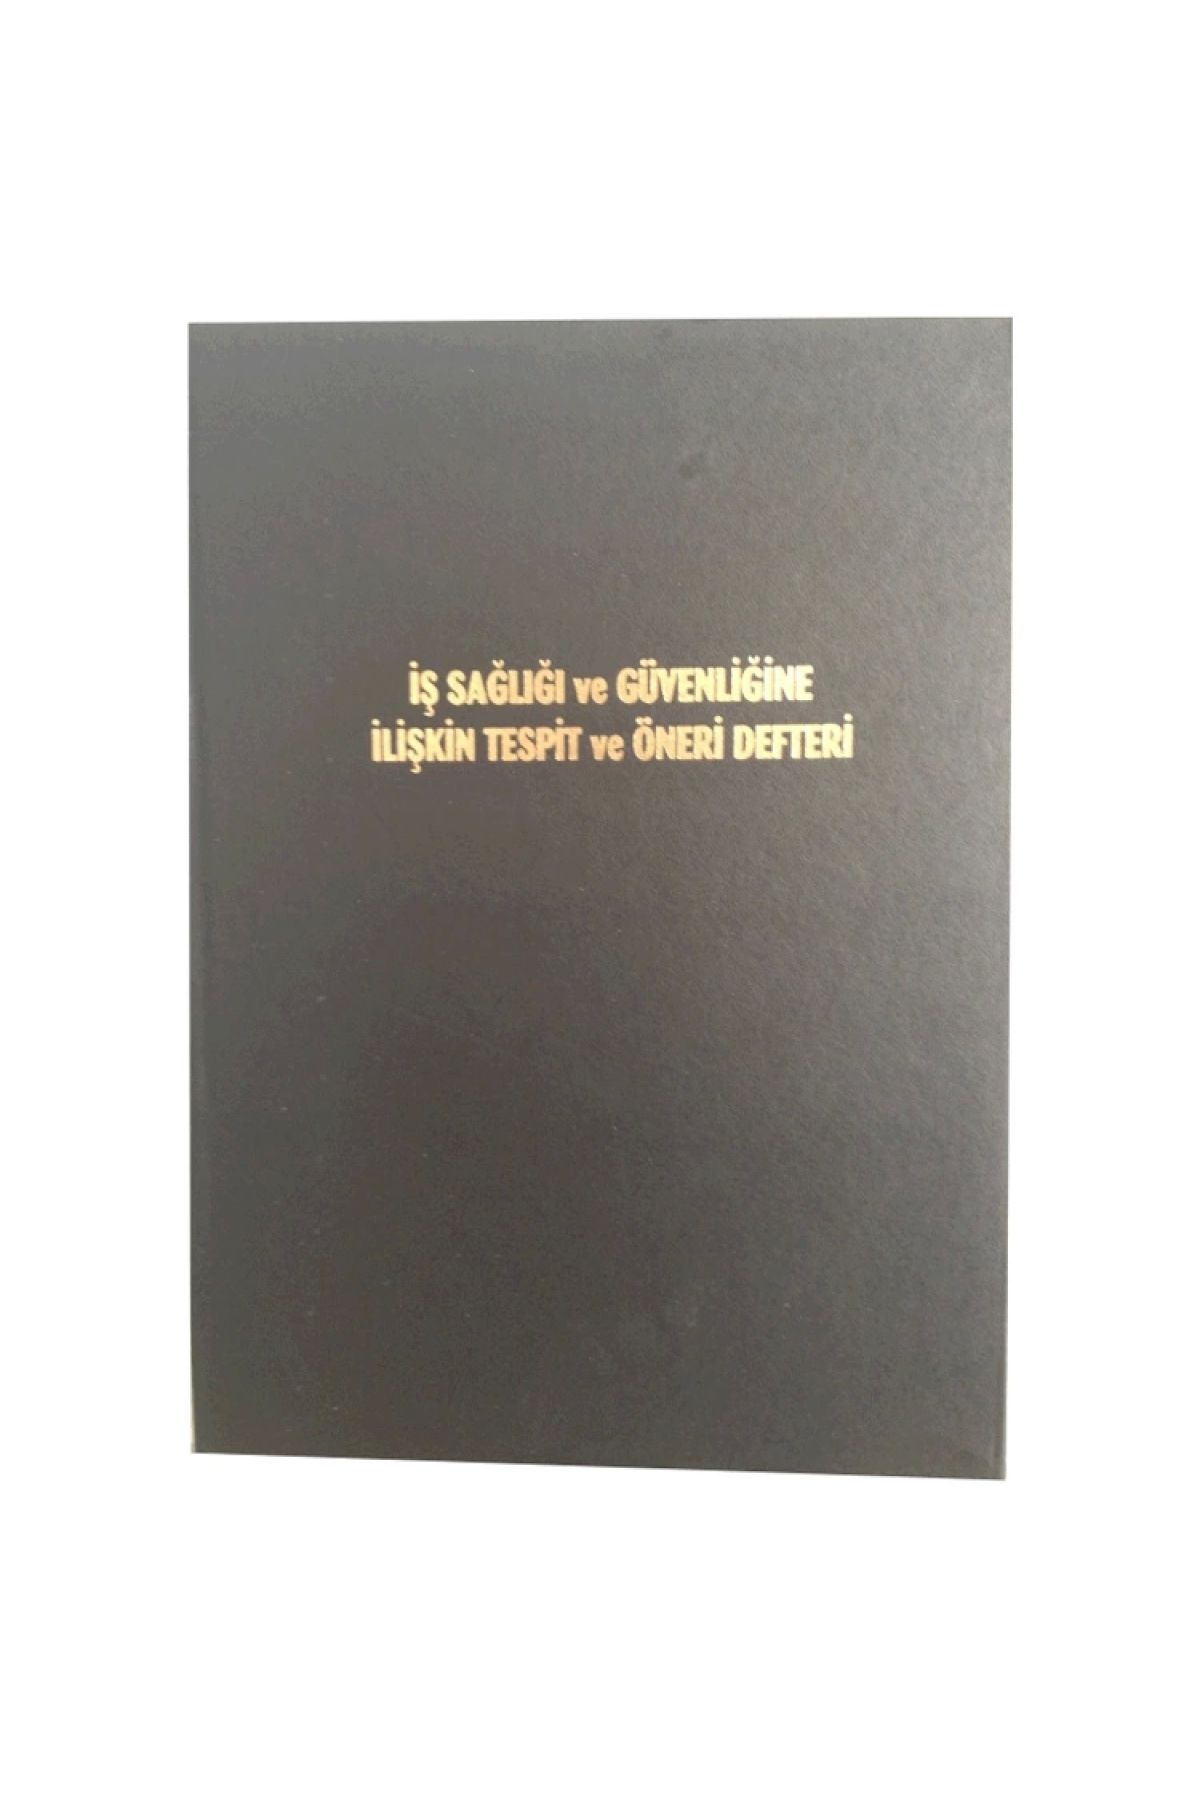 İŞ SAĞLIĞI ve GÜVENLİĞİNE
İLİŞKİN TESPİT ve ÖNERİ DEFTERİ